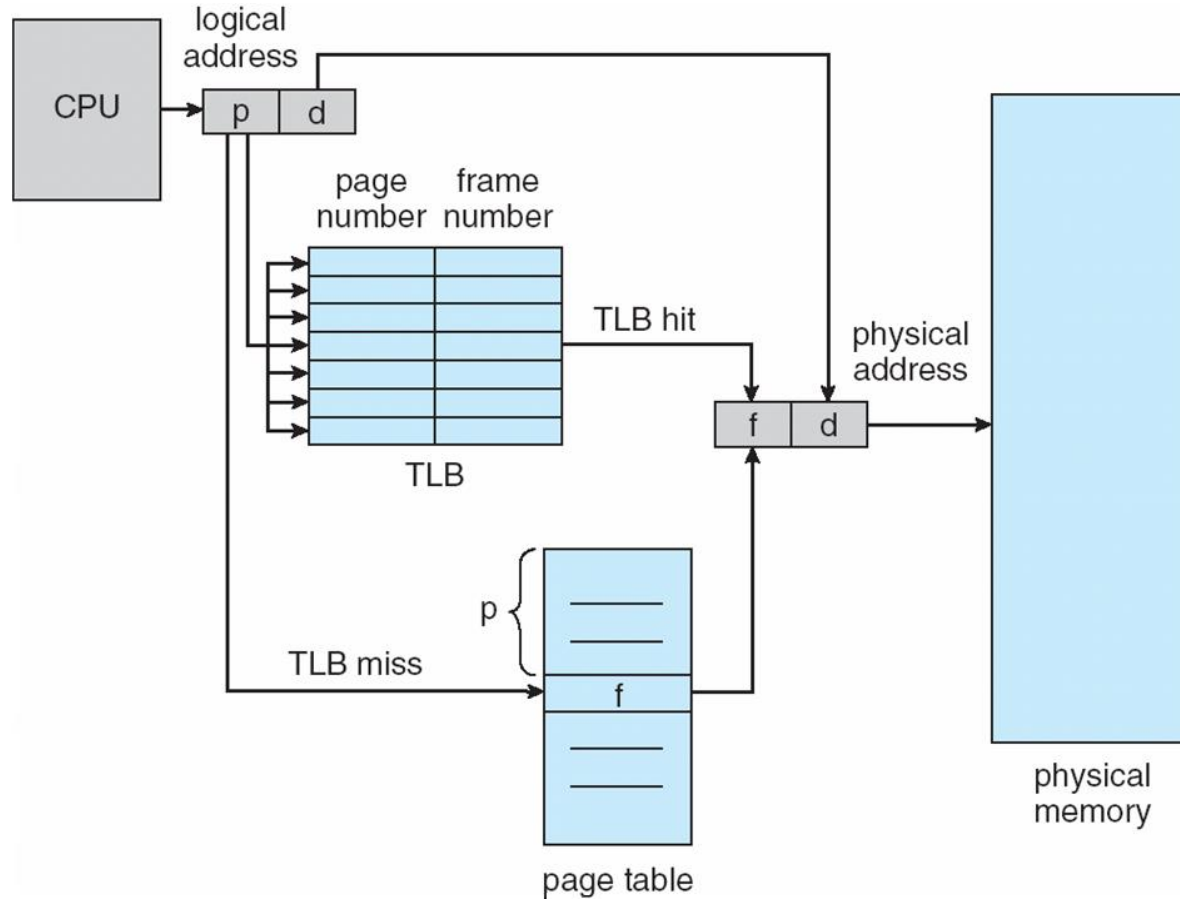 logical
address
CPU
p
d
page
number
frame
number
TLB hit
physical
address
f
d
TLB
p
TLB miss
f
physical
memory
page table